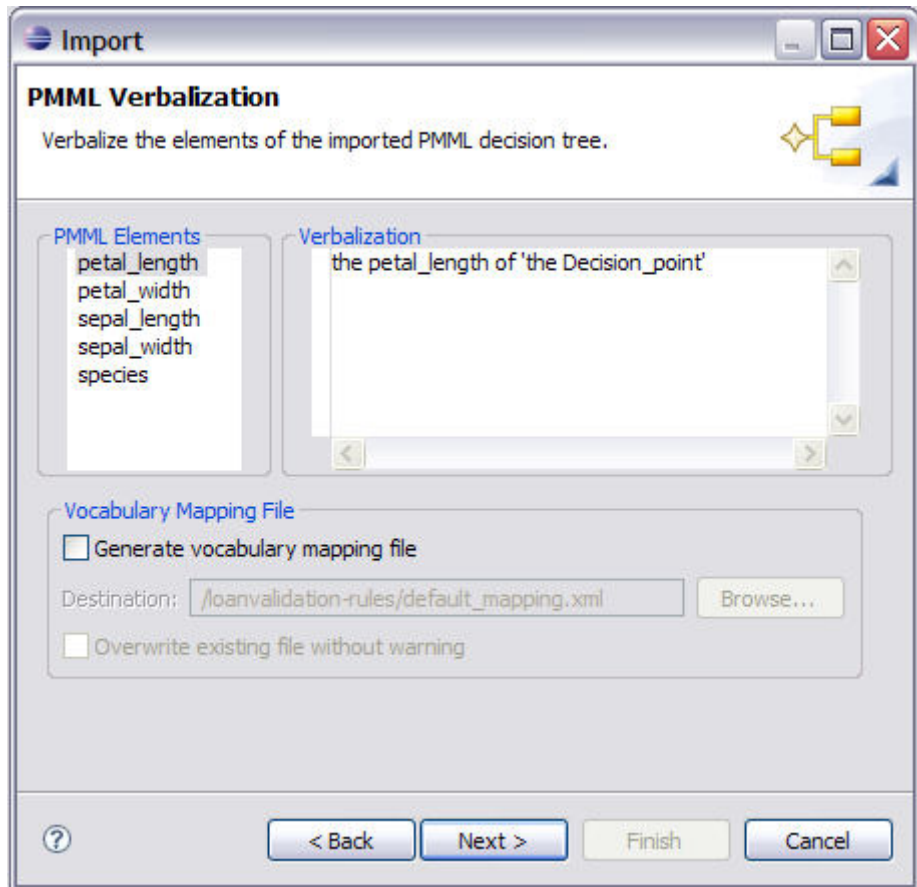 Import
PMML Verbalization
Verbalize the elements of the imported PMML decision tree.
PMML Elements
petal_length
petal_width
sepal_length
sepal_width
species
Verbalization
the petal_length of 'the Decision_point'
Vocabulary Mapping File
Generate vocabulary mapping file
Destination: /loanvalidation-rules/default_mapping.xml Browse...
Overwrite existing file without warning
? < Back Next > Finish Cancel